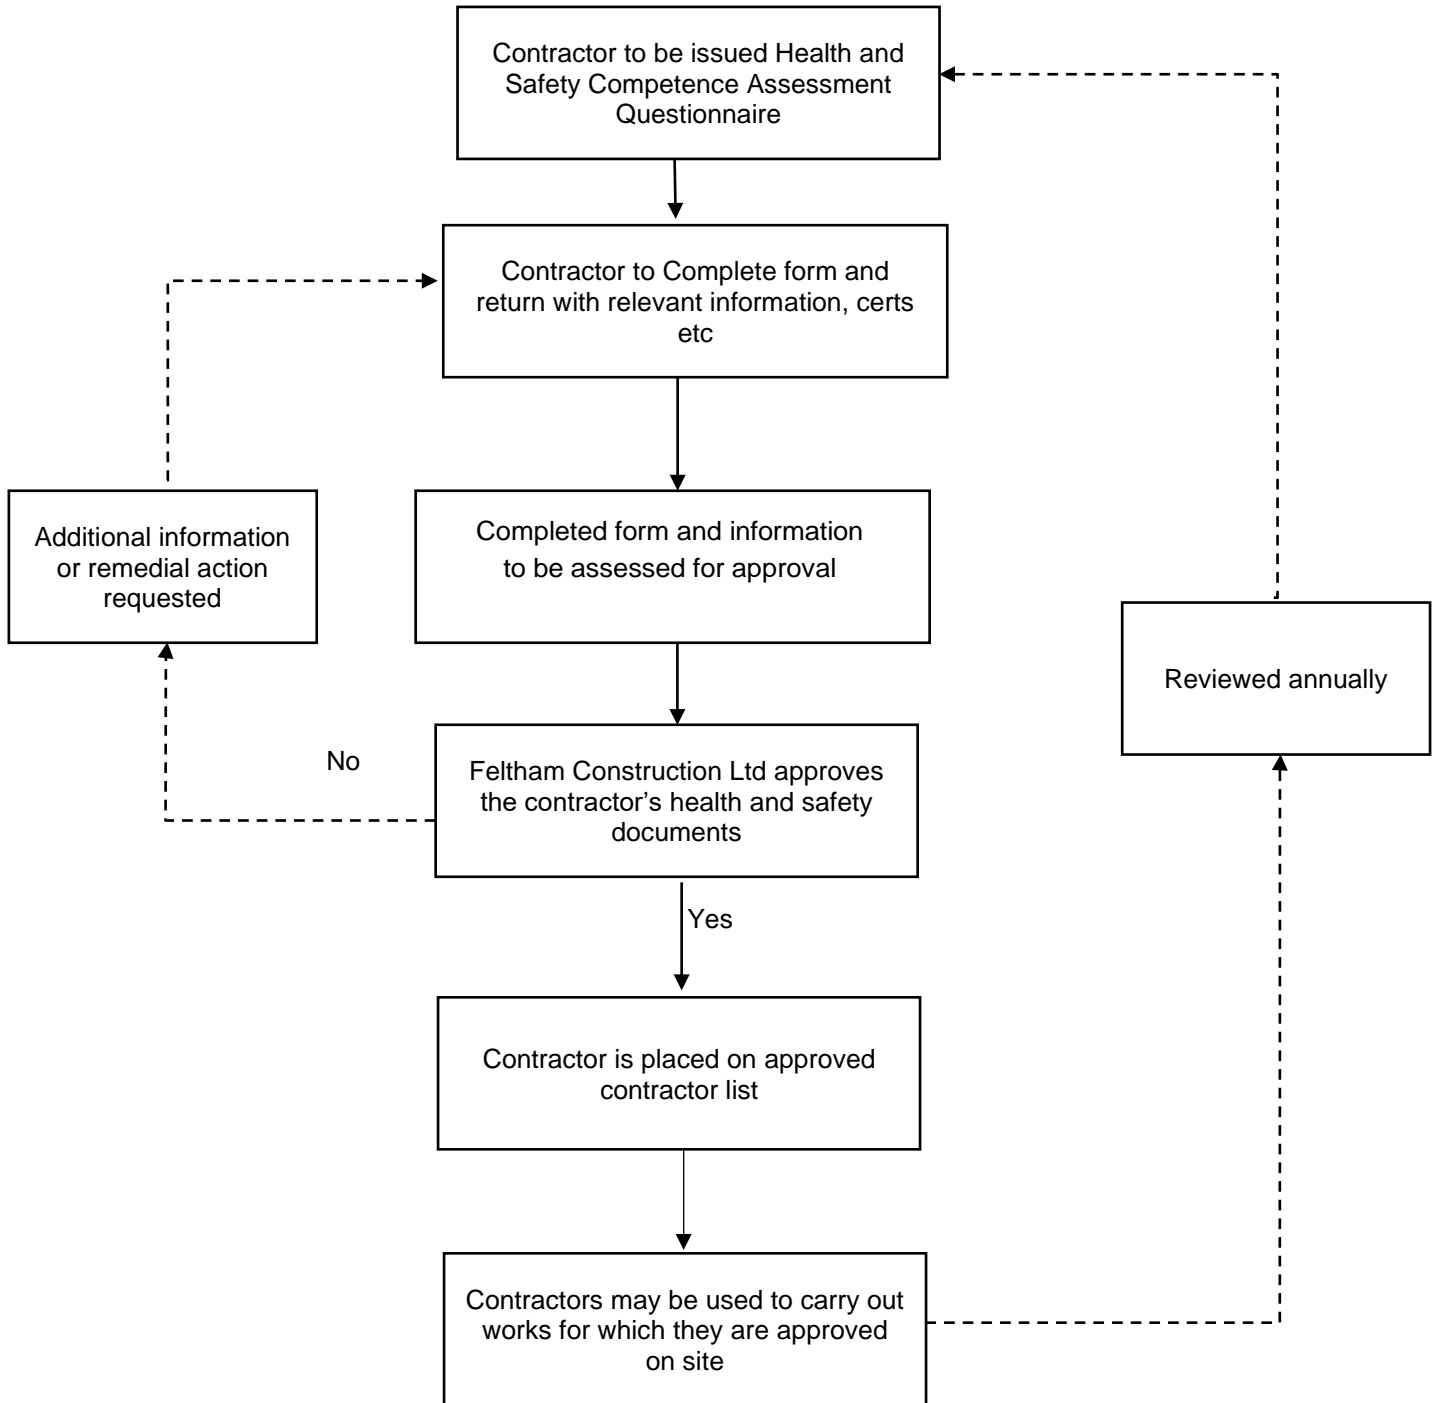 Contractor to be issued Health and
Safety Competence Assessment
Questionnaire
Contractor to Complete form and
return with relevant information, certs
etc
Additional information
or remedial action
requested
Completed form and information
to be assessed for approval
Reviewed annually
No
Feltham Construction Ltd approves
the contractor’s health and safety
documents
Yes
Contractor is placed on approved
contractor list
Contractors may be used to carry out
works for which they are approved
on site